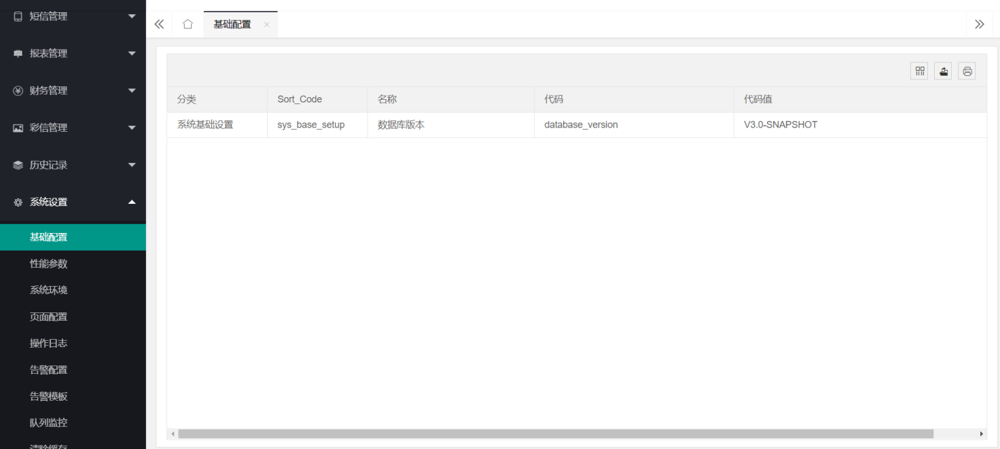 短信管理
报表管理
财务管理
彩信管理
历史记录
系统设置
基础配置
性能参数
系统环境
页面配置
操作日志
告警配置
告警模板
队列监控
清除缓存
基础配置
分类 Sort_Code 名称 代码 代码值
系统基础设置 sys_base_setup 数据库版本 database_version V3.0-SNAPSHOT